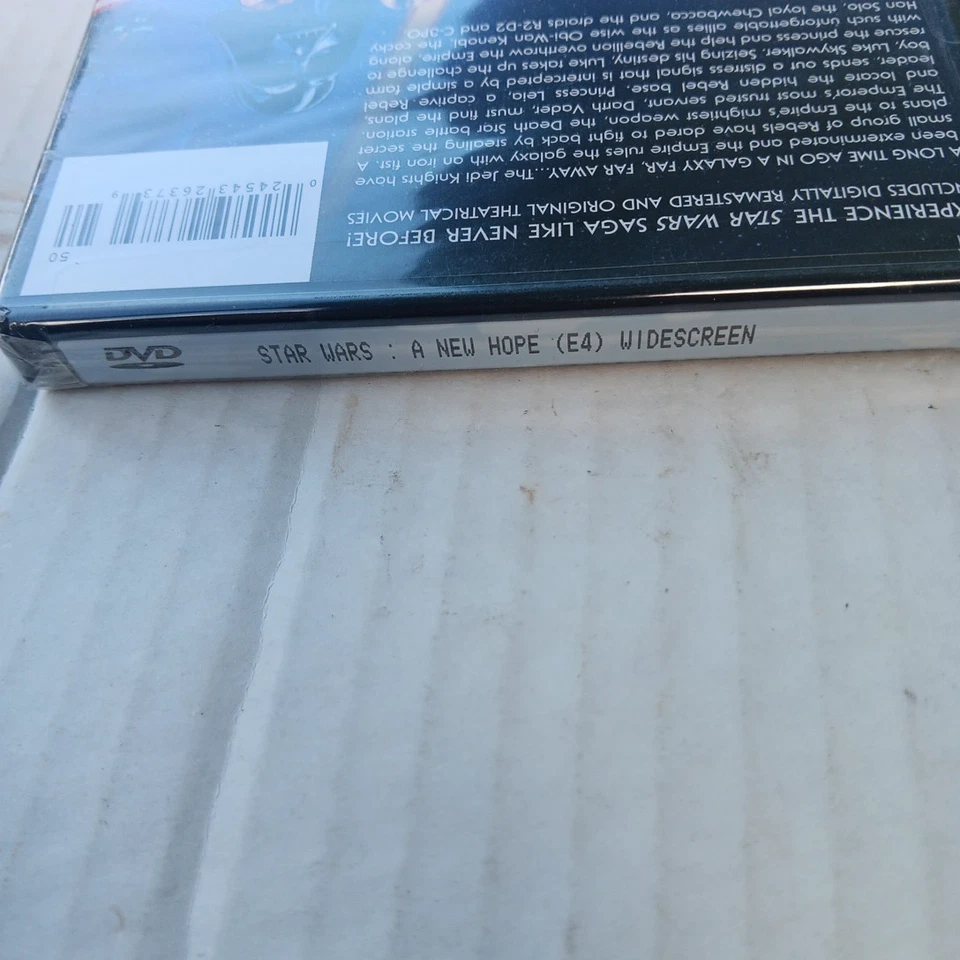 DVD STAR WARS : A NEW HOPE (E4) WIDESCREEN
XPERIENCE THE STAR WARS SAGA LIKE NEVER BEFORE!
NCLUDES DIGITALLY REMASTERED AND ORIGINAL THEATRICAL MOVIES
A LONG TIME AGO IN A GALAXY FAR, FAR AWAY...The Jedi Knights have
been exterminated and the Empire rules the galaxy with an iron fist. A
small group of Rebels have dared to fight back by stealing the secret
plans to the Empire's mightiest weapon, the Death Star battle station.
The Emperor's most trusted servant, Darth Vader, must find the plans,
and locate the hidden Rebel base. Princess Leia, a captive Rebel
leader, sends out a distress signal that is intercepted by a simple farm
boy, Luke Skywalker. Seizing his destiny, Luke takes up the challenge to
rescue the princess and help the Rebellion overthrow the Empire, along
with such unforgettable allies as the wise Obi-Wan Kenobi, the cocky
Han Solo, the loyal Chewbacca, and the droids R2-D2 and C-3PO.
0 24543 26373 9
50